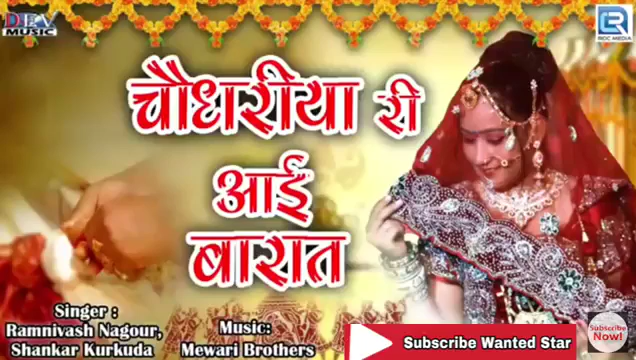 DEV
MUSIC
RDC MEDIA
चौधरीया री
आई
बारात
Singer :
Ramnivash Nagour,
Shankar Kurkuda
Music:
Mewari Brothers
Subscribe Wanted Star
Subscribe
Now!